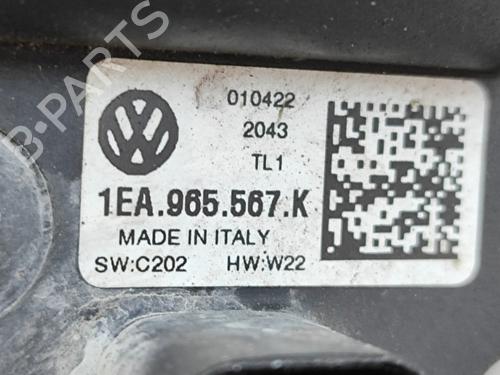 B-PARTS
010422
2043
TL1
1EA.965.567.K
MADE IN ITALY
SW:C202 HW:W22